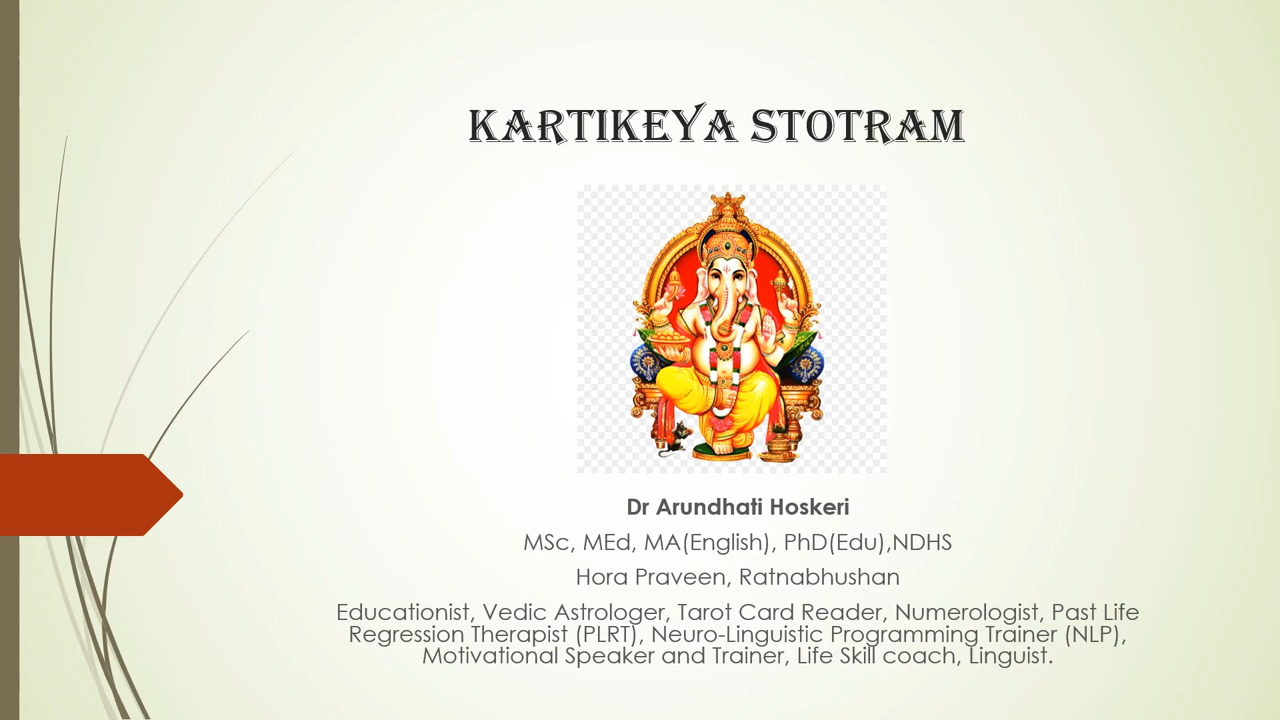 KARTIKEYA STOTRAM
Dr Arundhati Hoskeri
MSc, MEd, MA(English), PhD(Edu),NDHS
Hora Praveen, Ratnabhushan
Educationist, Vedic Astrologer, Tarot Card Reader, Numerologist, Past Life
Regression Therapist (PLRT), Neuro-Linguistic Programming Trainer (NLP),
Motivational Speaker and Trainer, Life Skill coach, Linguist.